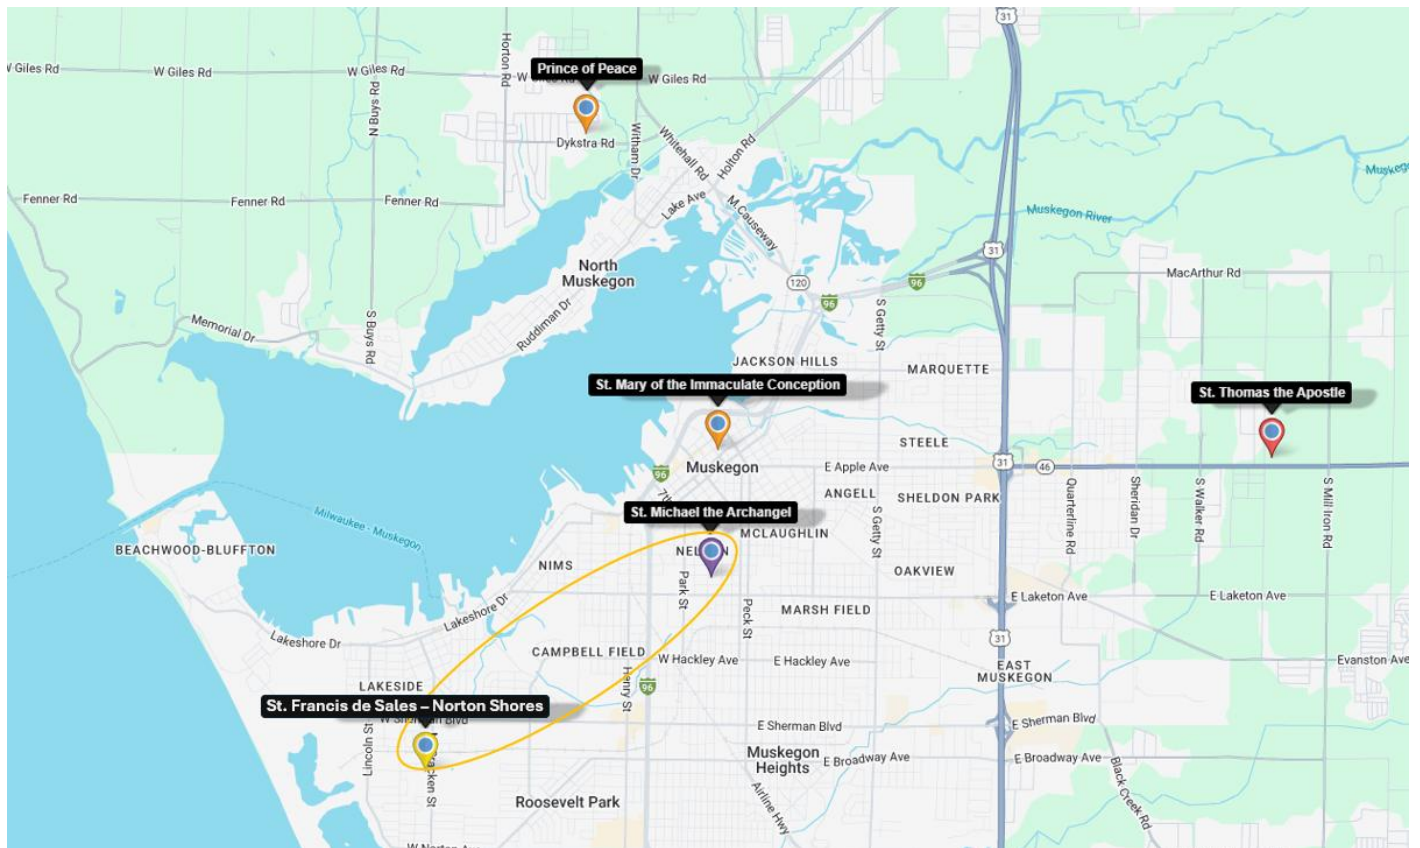 31
Horton Rd
Prince of Peace
W Giles Rd
W Giles Rd
W Giles Rd
W Giles Rd
N Buys Rd
Dykstra Rd
Witham Dr
Whitehall Rd
Holton Rd
Fenner Rd
Fenner Rd
Fenner Rd
Lake Ave
M.Causeway
Muskegon River
31
North
Muskegon
MacArthur Rd
120
96
96
S Getty St
Memorial Dr
S Buys Rd
Ruddiman Dr
JACKSON HILLS
MARQUETTE
St. Mary of the Immaculate Conception
St. Thomas the Apostle
STEELE
Muskegon
96
E Apple Ave
31
46
ANGELL
SHELDON PARK
Quarterline Rd
Sheridan Dr
S Walker Rd
S Mill Iron Rd
St. Michael the Archangel
S Getty St
Milwaukee - Muskegon
MCLAUGHLIN
BEACHWOOD-BLUFFTON
NIMS
OAKVIEW
Park St
Peck St
E Laketon Ave
E Laketon Ave
Lakeshore Dr
Lakeshore Dr
MARSH FIELD
31
CAMPBELL FIELD
W Hackley Ave
E Hackley Ave
EAST
MUSKEGON
Evanston Ave
LAKESIDE
Henry St
96
St. Francis de Sales – Norton Shores
W Sherman Blvd
E Sherman Blvd
E Sherman Blvd
Lincoln St
Muskegon
Heights
E Broadway Ave
E Broadway Ave
Roosevelt Park
Airline Hwy
Black Creek Rd